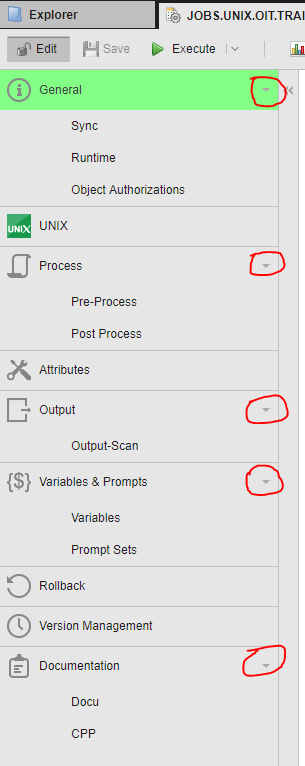 Explorer
JOBS.UNIX.OIT.TRAI
Edit
Save
Execute
General
Sync
Runtime
Object Authorizations
UNIX
UNIX
Process
Pre-Process
Post Process
Attributes
Output
Output-Scan
{$}
Variables & Prompts
Variables
Prompt Sets
Rollback
Version Management
Documentation
Docu
CPP